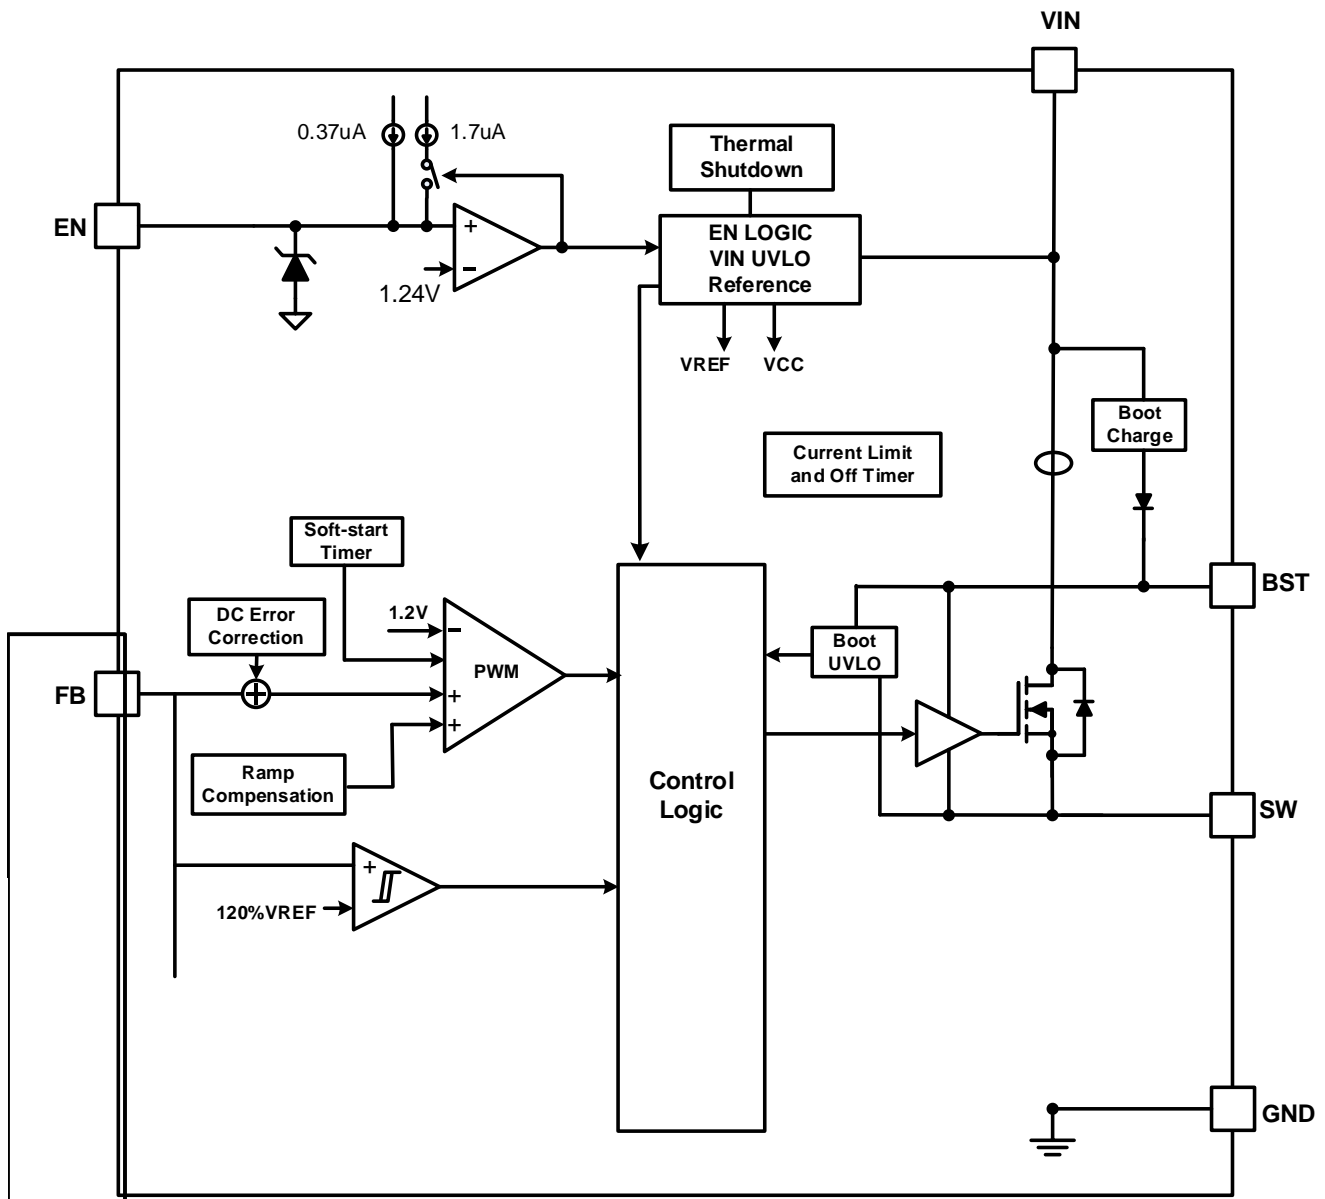 VIN
0.37uA
1.7uA
Thermal
Shutdown
EN
+
EN LOGIC
VIN UVLO
Reference
−
1.24V
VREF
VCC
Boot
Charge
Current Limit
and Off Timer
Soft-start
Timer
BST
DC Error
Correction
1.2V
−
Boot
UVLO
PWM
FB
+
+
Ramp
Compensation
Control
Logic
SW
+
120%VREF
GND